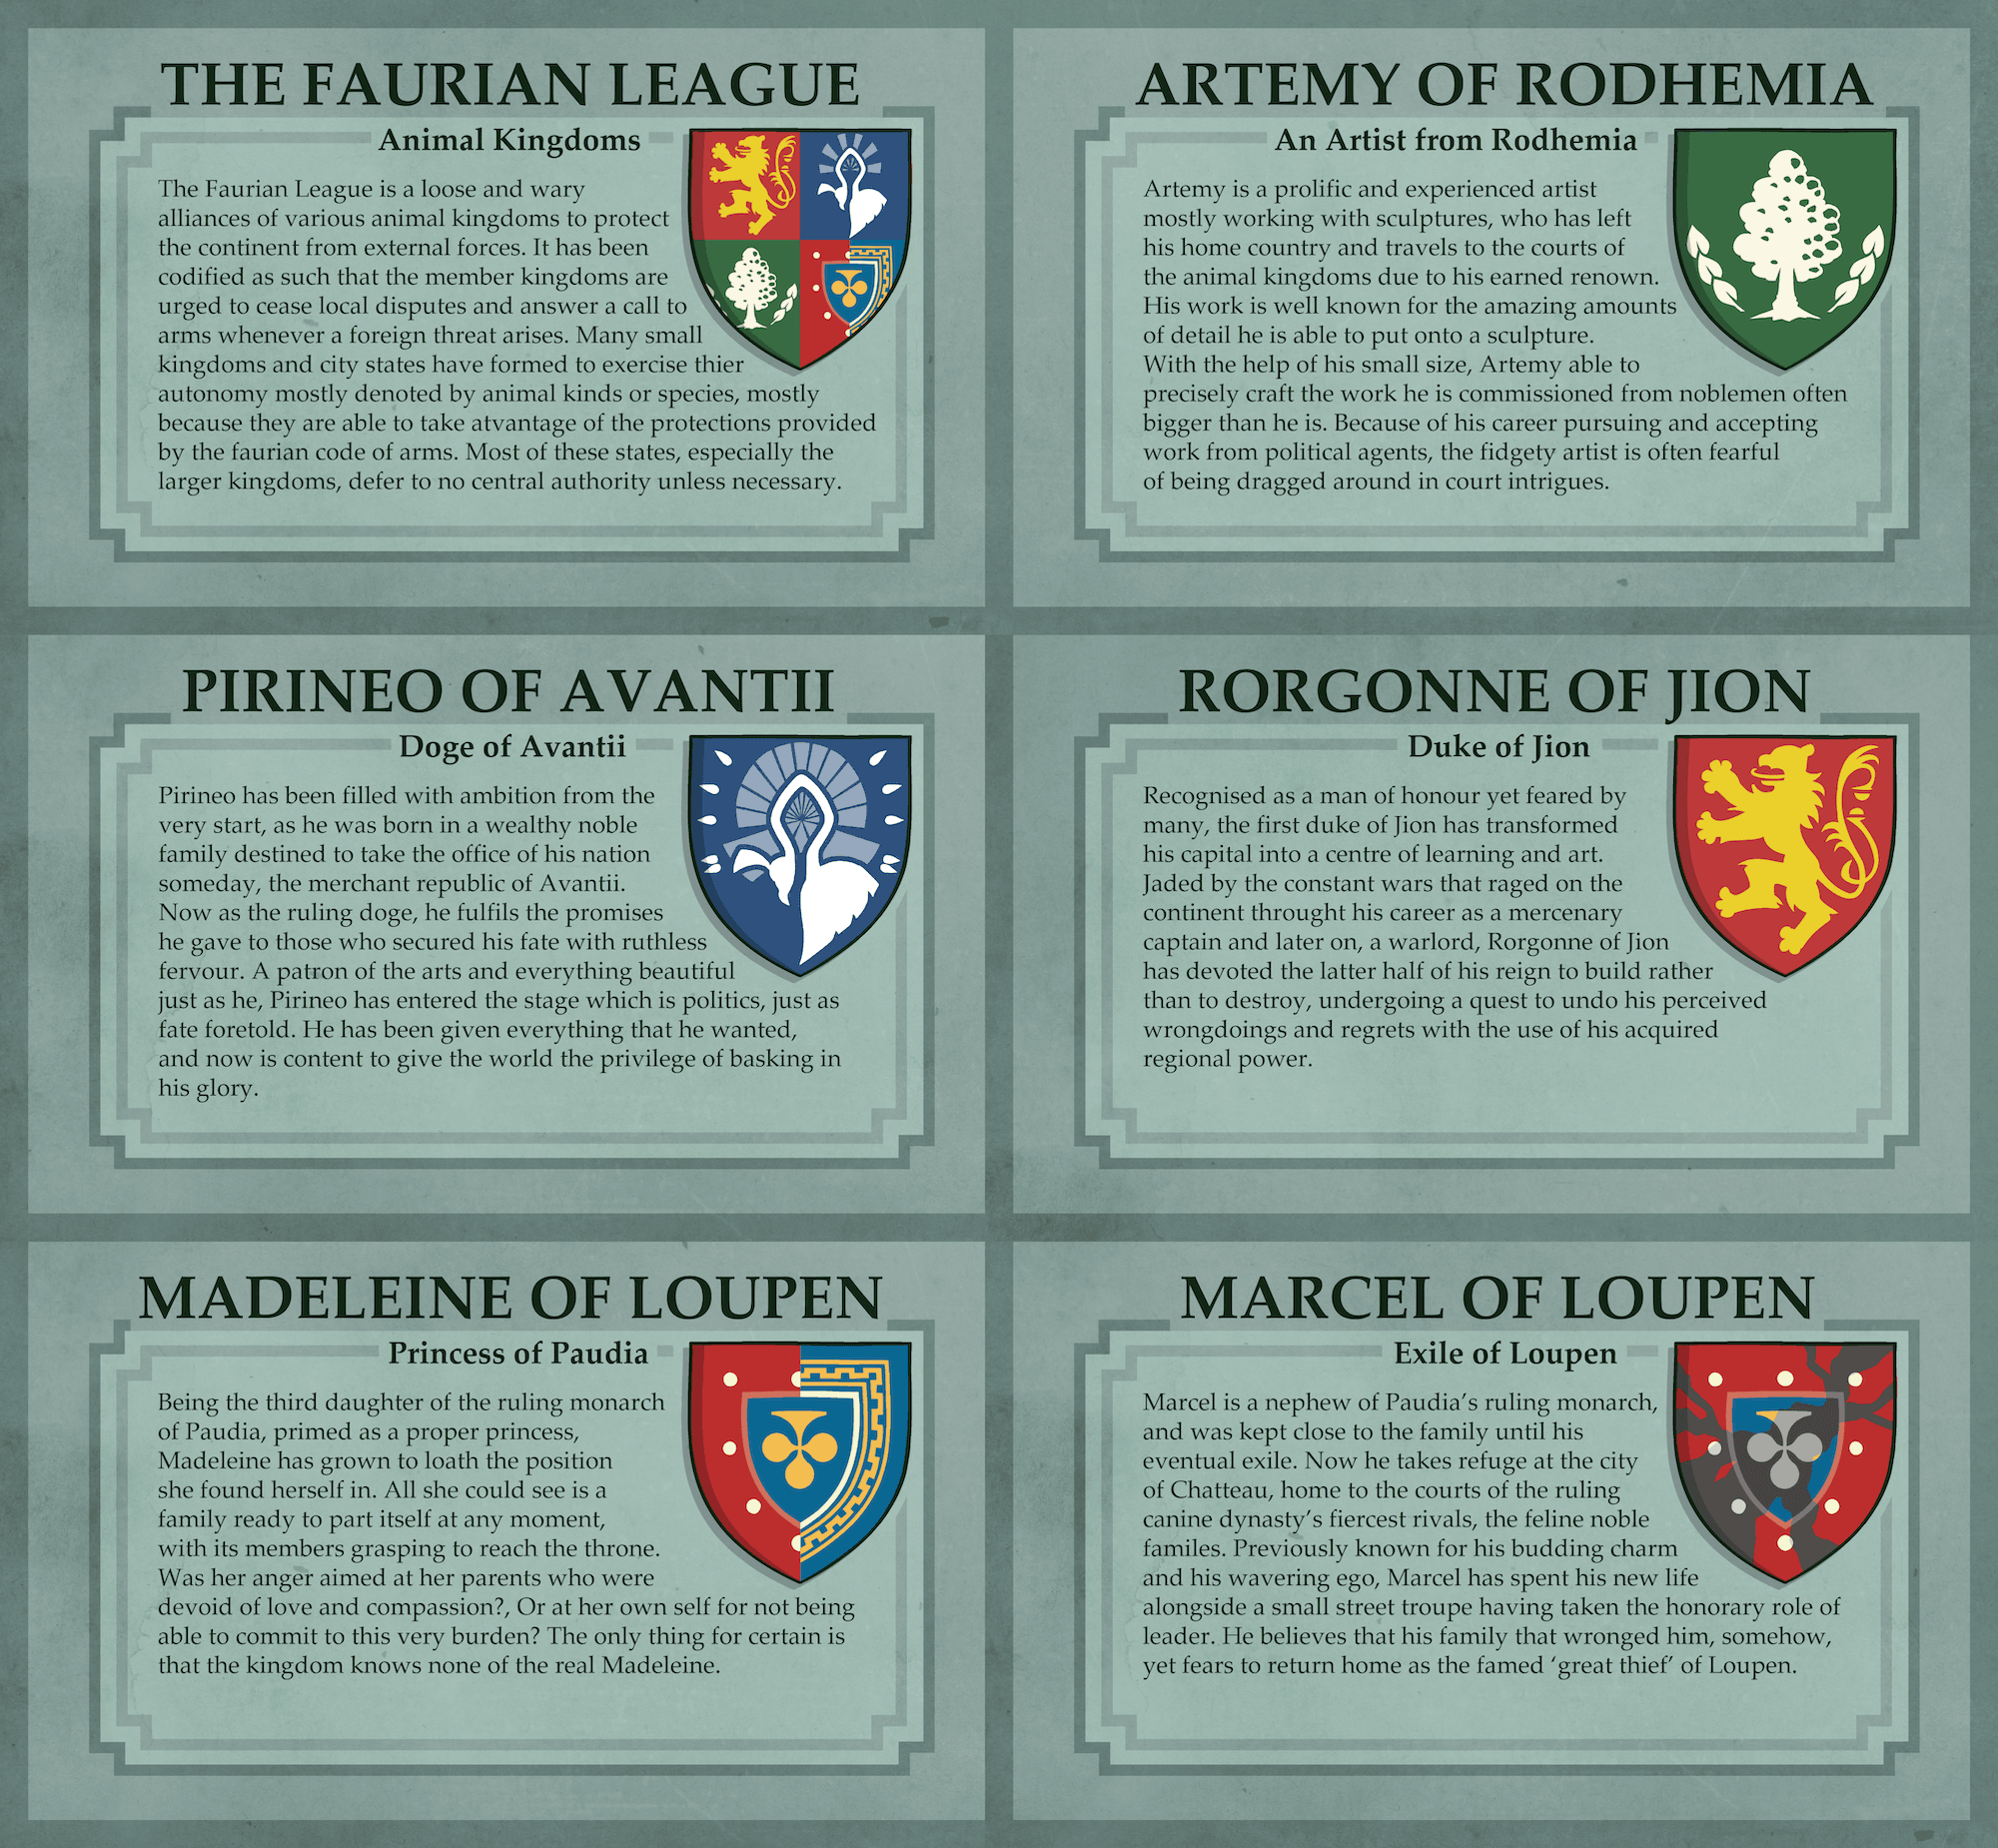 THE FAURIAN LEAGUE
Animal Kingdoms
The Faurian League is a loose and wary
alliances of various animal kingdoms to protect
the continent from external forces. It has been
codified as such that the member kingdoms are
urged to cease local disputes and answer a call to
arms whenever a foreign threat arises. Many small
kingdoms and city states have formed to exercise thier
autonomy mostly denoted by animal kinds or species, mostly
because they are able to take atvantage of the protections provided
by the faurian code of arms. Most of these states, especially the
larger kingdoms, defer to no central authority unless necessary.
ARTEMY OF RODHEMIA
An Artist from Rodhemia
Artemy is a prolific and experienced artist
mostly working with sculptures, who has left
his home country and travels to the courts of
the animal kingdoms due to his earned renown.
His work is well known for the amazing amounts
of detail he is able to put onto a sculpture.
With the help of his small size, Artemy able to
precisely craft the work he is commissioned from noblemen often
bigger than he is. Because of his career pursuing and accepting
work from political agents, the fidgety artist is often fearful
of being dragged around in court intrigues.
PIRINEO OF AVANTII
Doge of Avantii
Pirineo has been filled with ambition from the
very start, as he was born in a wealthy noble
family destined to take the office of his nation
someday, the merchant republic of Avantii.
Now as the ruling doge, he fulfils the promises
he gave to those who secured his fate with ruthless
fervour. A patron of the arts and everything beautiful
just as he, Pirineo has entered the stage which is politics, just as
fate foretold. He has been given everything that he wanted,
and now is content to give the world the privilege of basking in
his glory.
RORGONNE OF JION
Duke of Jion
Recognised as a man of honour yet feared by
many, the first duke of Jion has transformed
his capital into a centre of learning and art.
Jaded by the constant wars that raged on the
continent throught his career as a mercenary
captain and later on, a warlord, Rorgonne of Jion
has devoted the latter half of his reign to build rather
than to destroy, undergoing a quest to undo his perceived
wrongdoings and regrets with the use of his acquired
regional power.
MADELEINE OF LOUPEN
Princess of Paudia
Being the third daughter of the ruling monarch
of Paudia, primed as a proper princess,
Madeleine has grown to loath the position
she found herself in. All she could see is a
family ready to part itself at any moment,
with its members grasping to reach the throne.
Was her anger aimed at her parents who were
devoid of love and compassion?, Or at her own self for not being
able to commit to this very burden? The only thing for certain is
that the kingdom knows none of the real Madeleine.
MARCEL OF LOUPEN
Exile of Loupen
Marcel is a nephew of Paudia's ruling monarch,
and was kept close to the family until his
eventual exile. Now he takes refuge at the city
of Chatteau, home to the courts of the ruling
canine dynasty's fiercest rivals, the feline noble
familes. Previously known for his budding charm
and his wavering ego, Marcel has spent his new life
alongside a small street troupe having taken the honorary role of
leader. He believes that his family that wronged him, somehow,
yet fears to return home as the famed ‘great thief’ of Loupen.